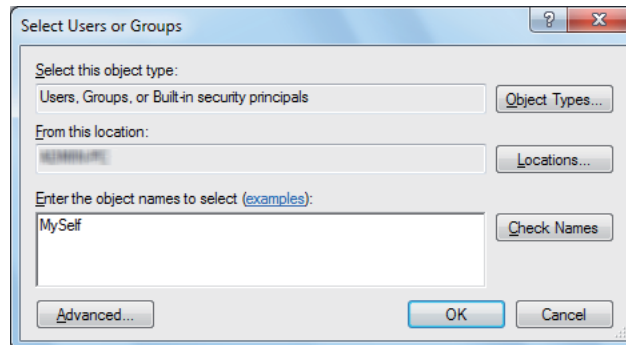 Select Users or Groups
Select this object type:
Users, Groups, or Built-in security principals
Object Types...
From this location:
Locations...
Enter the object names to select (examples):
MySelf
Check Names
Advanced...
OK
Cancel